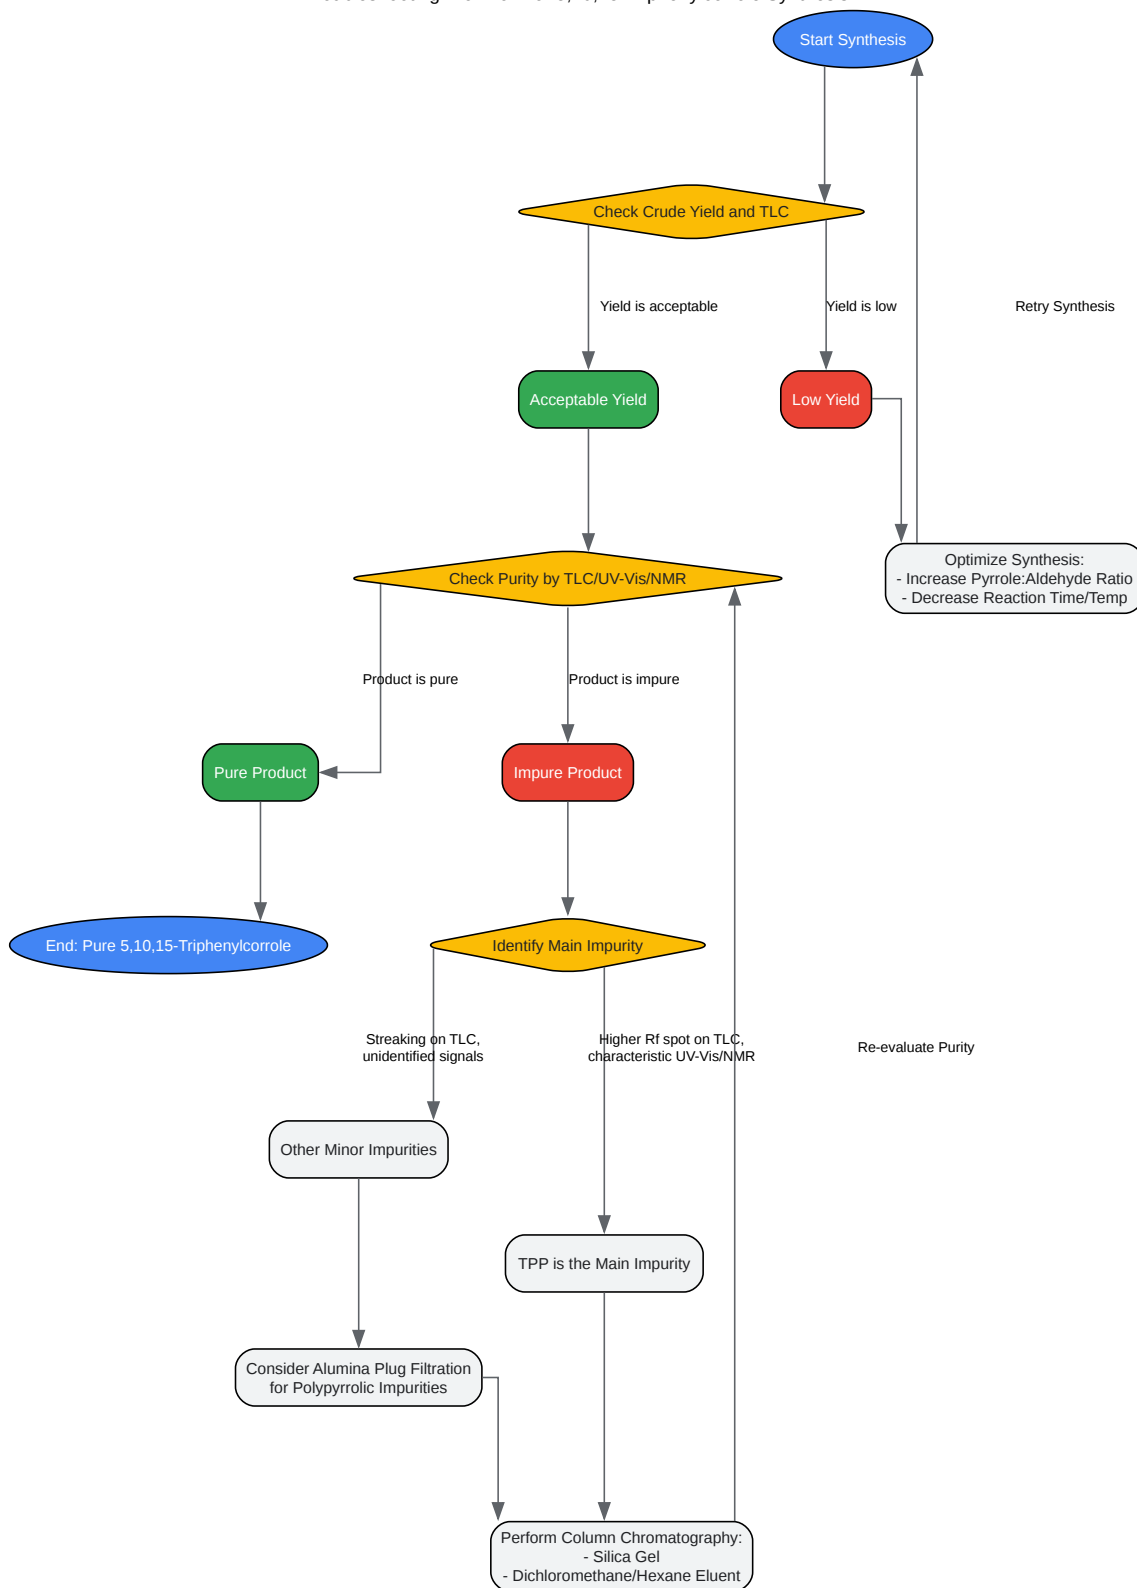 Start Synthesis
Check Crude Yield and TLC
Yield is acceptable
Yield is low
Retry Synthesis
Acceptable Yield
Low Yield
Optimize Synthesis:
- Increase Pyrrole:Aldehyde Ratio
- Decrease Reaction Time/Temp
Check Purity by TLC/UV-Vis/NMR
Product is pure
Product is impure
Pure Product
Impure Product
End: Pure 5,10,15-Triphenylcorrole
Identify Main Impurity
Streaking on TLC,
unidentified signals
Higher Rf spot on TLC,
characteristic UV-Vis/NMR
Re-evaluate Purity
Other Minor Impurities
TPP is the Main Impurity
Consider Alumina Plug Filtration
for Polypyrrolic Impurities
Perform Column Chromatography:
- Silica Gel
- Dichloromethane/Hexane Eluent